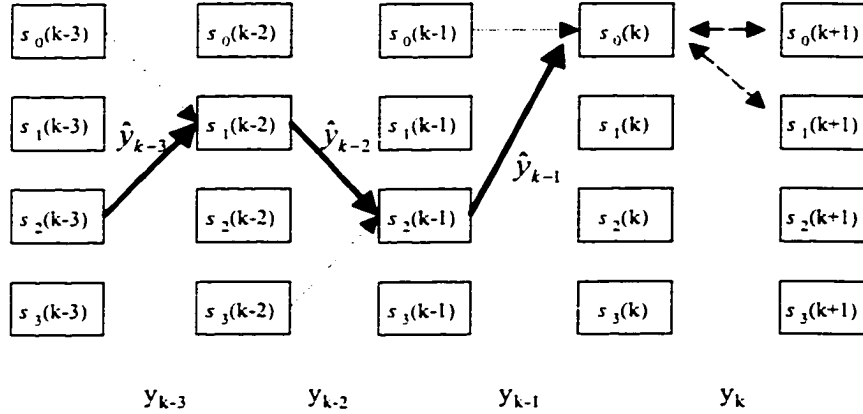 s₀(k-3) s₀(k-2) s₀(k-1) s₀(k) s₀(k+1)
s₁(k-3) ŷₖ₋₃ s₁(k-2) ŷₖ₋₂ s₁(k-1) s₁(k) s₁(k+1)
ŷₖ₋₁
s₂(k-3) s₂(k-2) s₂(k-1) s₂(k) s₂(k+1)
s₃(k-3) s₃(k-2) s₃(k-1) s₃(k) s₃(k+1)
yₖ₋₃ yₖ₋₂ yₖ₋₁ yₖ